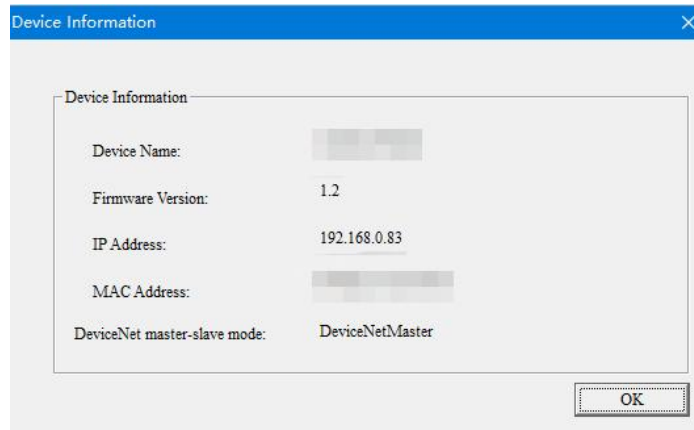 Device Information
Device Information
Device Name:
Firmware Version: 1.2
IP Address: 192.168.0.83
MAC Address:
DeviceNet master-slave mode: DeviceNetMaster
OK